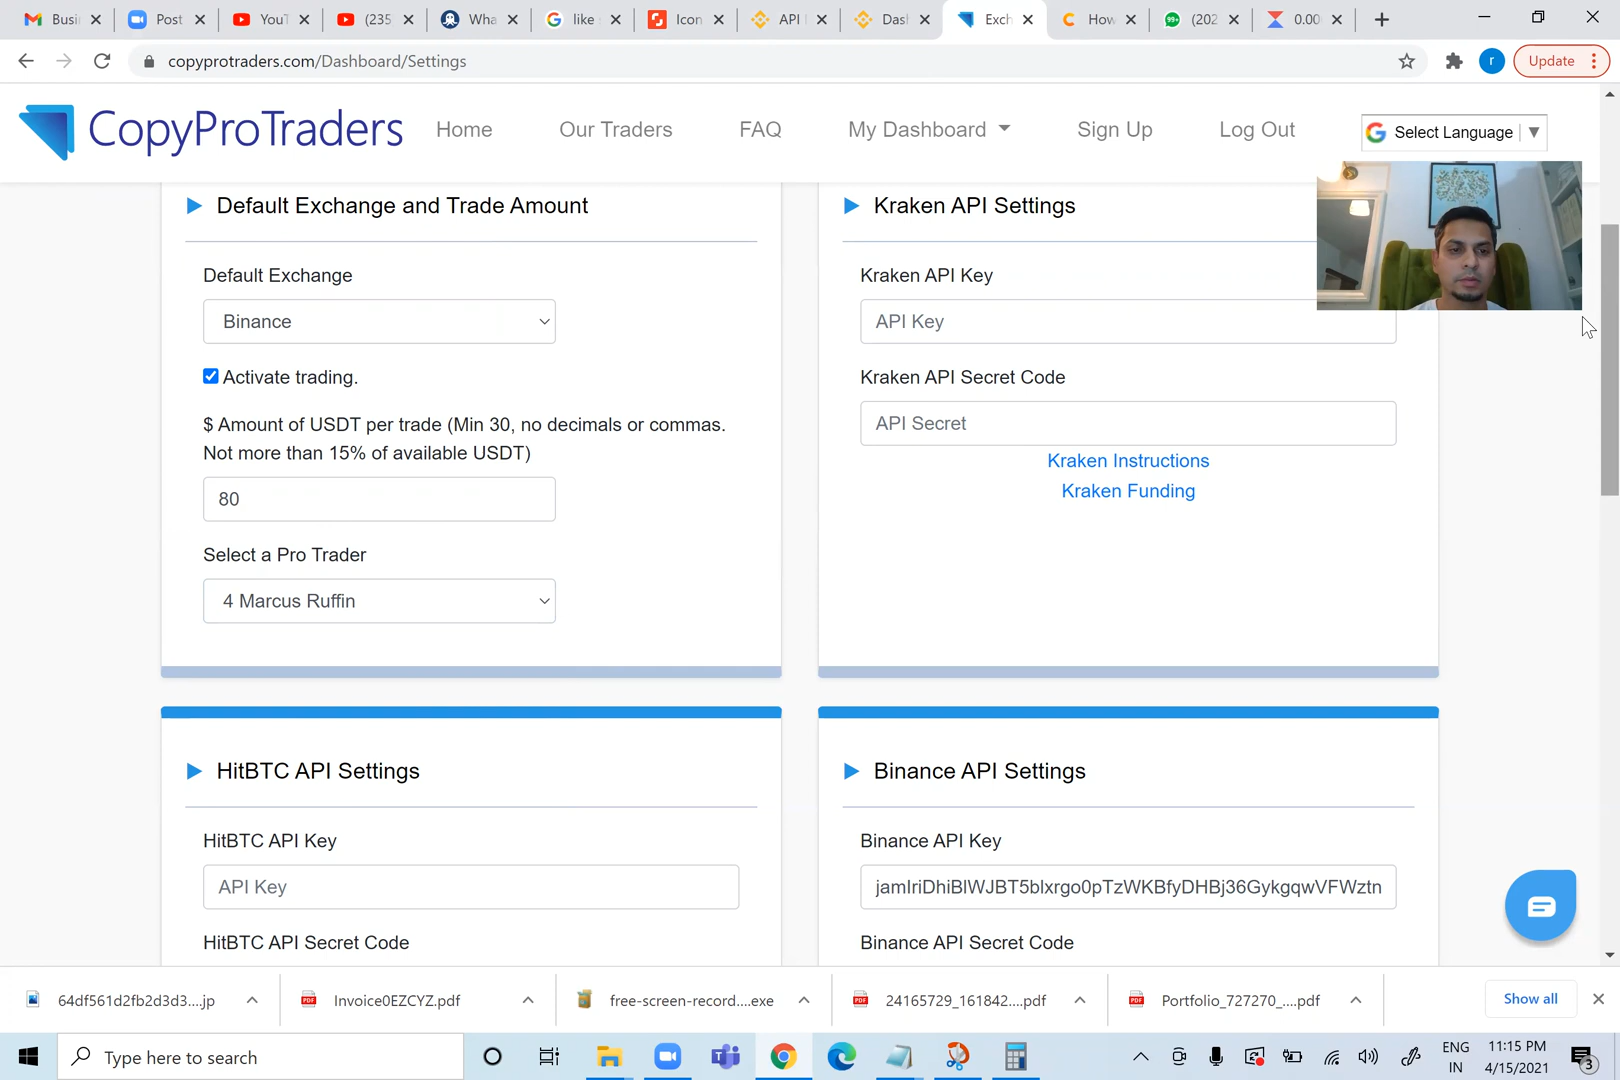 Busi
Post
YouT
(235
Wha
like
Icon
API
Dasl
Exch
How
99+
(202
0.00
copyprotraders.com/Dashboard/Settings
r
Update
CopyProTraders
Home
Our Traders
FAQ
My Dashboard
Sign Up
Log Out
G Select Language
Default Exchange and Trade Amount
Default Exchange
Binance
Activate trading.
$ Amount of USDT per trade (Min 30, no decimals or commas.
Not more than 15% of available USDT)
80
Select a Pro Trader
4 Marcus Ruffin
Kraken API Settings
Kraken API Key
API Key
Kraken API Secret Code
API Secret
Kraken Instructions
Kraken Funding
HitBTC API Settings
HitBTC API Key
API Key
HitBTC API Secret Code
Binance API Settings
Binance API Key
Binance API Secret Code
64df561d2fb2d3d3....jp
Invoice0EZCYZ.pdf
free-screen-record....exe
24165729_161842....pdf
Portfolio_727270_....pdf
Show all
Type here to search
ENG
IN
11:15 PM
4/15/2021
3